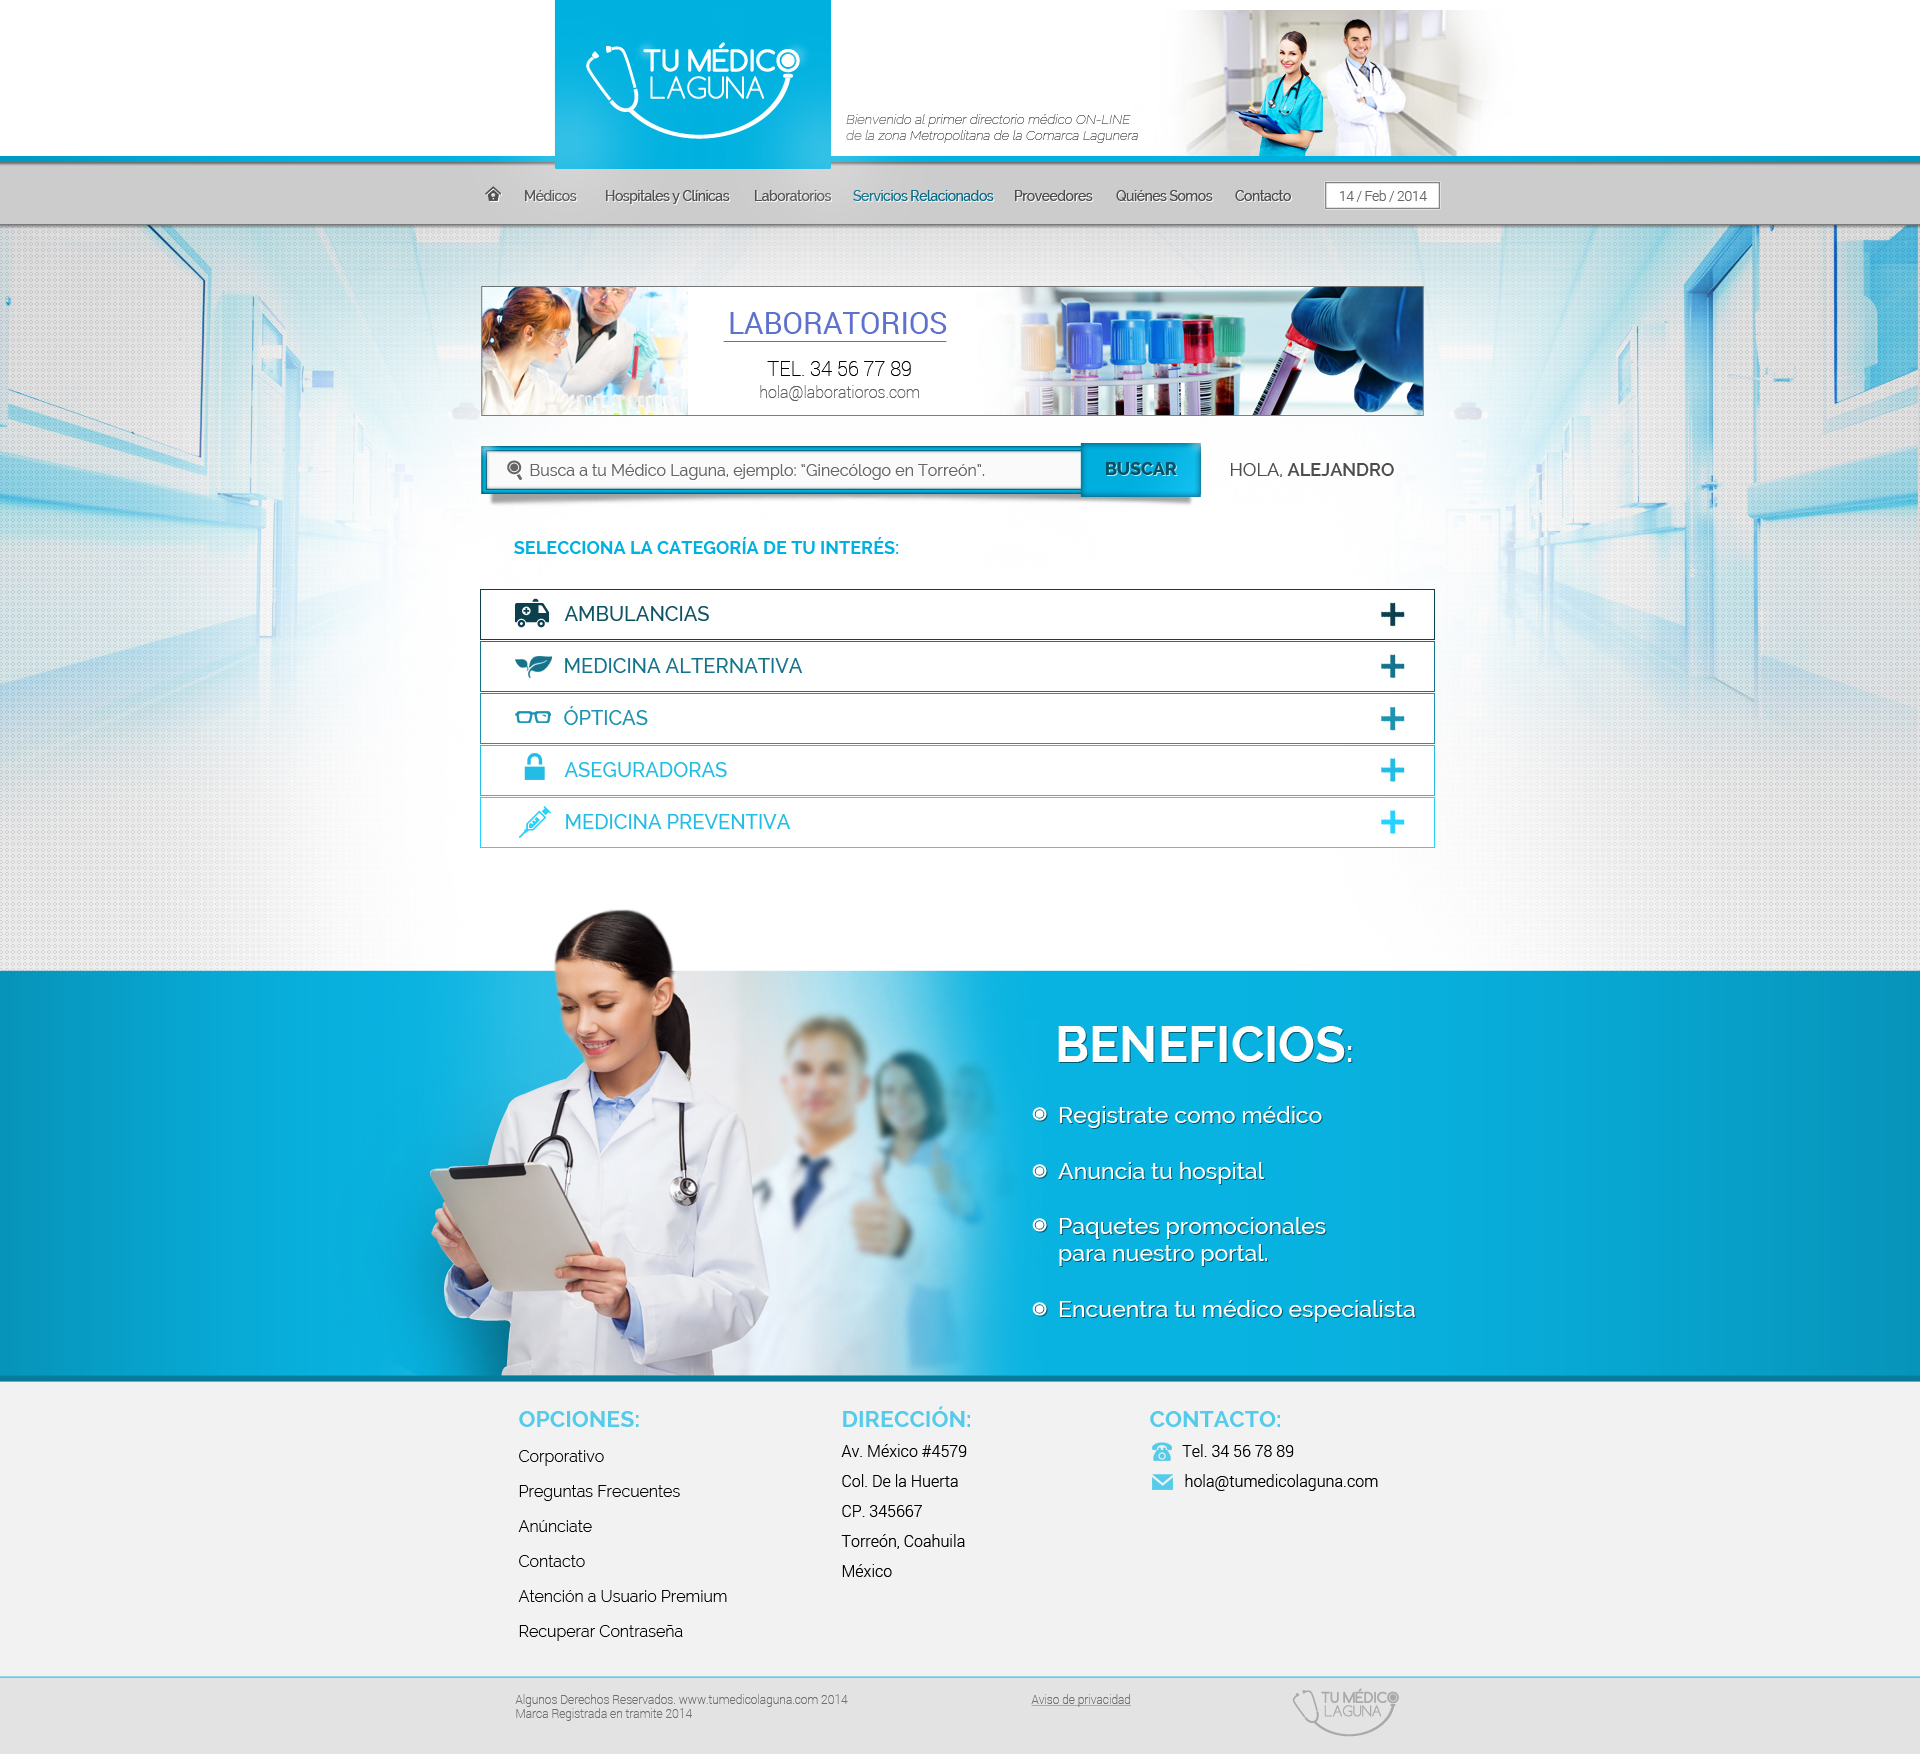 TU MÉDICO
LAGUNA
Bienvenido al primer directorio médico ON-LINE
de la zona Metropolitana de la Comarca Lagunera
Médicos Hospitales y Clínicas Laboratorios Servicios Relacionados Proveedores Quiénes Somos Contacto 14 / Feb / 2014
LABORATORIOS
TEL. 34 56 77 89
hola@laboratioros.com
Busca a tu Médico Laguna, ejemplo: "Ginecólogo en Torreón".
BUSCAR
HOLA, ALEJANDRO
SELECCIONA LA CATEGORÍA DE TU INTERÉS:
AMBULANCIAS
MEDICINA ALTERNATIVA
ÓPTICAS
ASEGURADORAS
MEDICINA PREVENTIVA
BENEFICIOS:
Registrate como médico
Anuncia tu hospital
Paquetes promocionales
para nuestro portal.
Encuentra tu médico especialista
OPCIONES:
Corporativo
Preguntas Frecuentes
Anúnciate
Contacto
Atención a Usuario Premium
Recuperar Contraseña
DIRECCIÓN:
Av. México #4579
Col. De la Huerta
CP. 345667
Torreón, Coahuila
México
CONTACTO:
Tel. 34 56 78 89
hola@tumedicolaguna.com
Algunos Derechos Reservados. www.tumedicolaguna.com 2014
Marca Registrada en tramite 2014
Aviso de privacidad
TU MÉDICO
LAGUNA